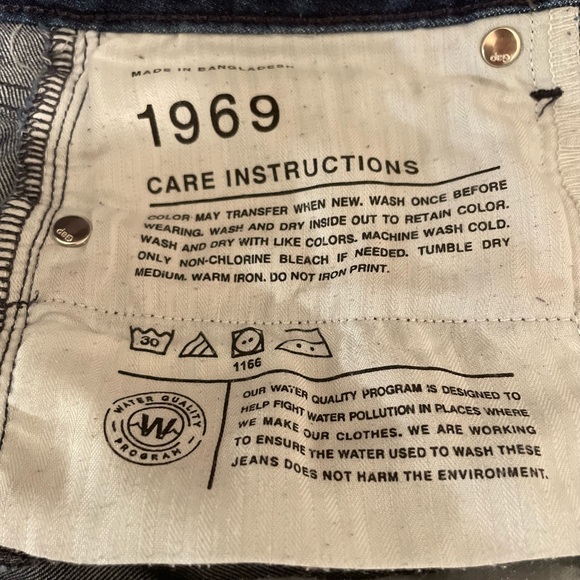 MADE IN BANGLADESH
Gap
1969
CARE INSTRUCTIONS
COLOR MAY TRANSFER WHEN NEW. WASH ONCE BEFORE
WEARING. WASH AND DRY INSIDE OUT TO RETAIN COLOR.
WASH AND DRY WITH LIKE COLORS. MACHINE WASH COLD.
ONLY NON-CHLORINE BLEACH IF NEEDED. TUMBLE DRY
MEDIUM. WARM IRON. DO NOT IRON PRINT.
Gap
30
1166
WATER QUALITY
W
PROGRAM
OUR WATER QUALITY PROGRAM IS DESIGNED TO
HELP FIGHT WATER POLLUTION IN PLACES WHERE
WE MAKE OUR CLOTHES. WE ARE WORKING
TO ENSURE THE WATER USED TO WASH THESE
JEANS DOES NOT HARM THE ENVIRONMENT.